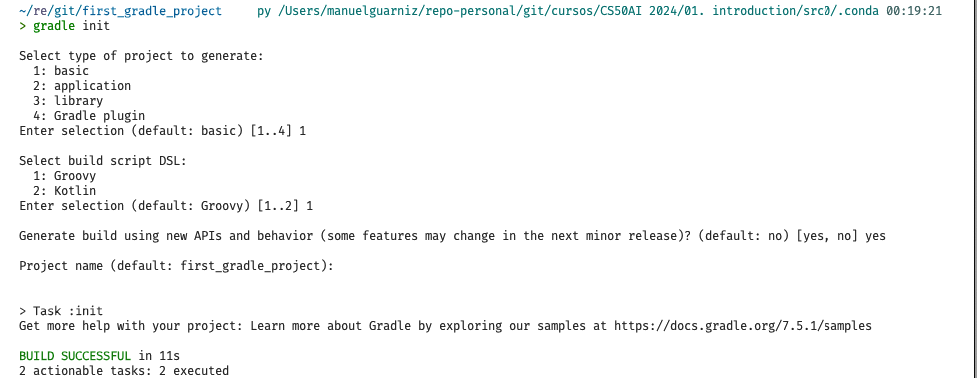 ~/re/git/first_gradle_project py /Users/manuelguarniz/repo-personal/git/cursos/CS50AI 2024/01. introduction/src0/.conda 00:19:21
> gradle init
Select type of project to generate:
1: basic
2: application
3: library
4: Gradle plugin
Enter selection (default: basic) [1..4] 1
Select build script DSL:
1: Groovy
2: Kotlin
Enter selection (default: Groovy) [1..2] 1
Generate build using new APIs and behavior (some features may change in the next minor release)? (default: no) [yes, no] yes
Project name (default: first_gradle_project):
> Task :init
Get more help with your project: Learn more about Gradle by exploring our samples at https://docs.gradle.org/7.5.1/samples
BUILD SUCCESSFUL in 11s
2 actionable tasks: 2 executed